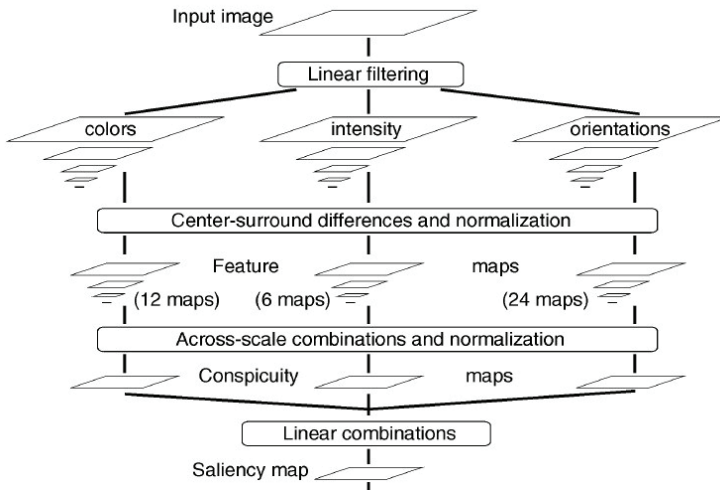 Input image
Linear filtering
colors intensity orientations
Center-surround differences and normalization
Feature maps
(12 maps) (6 maps) (24 maps)
Across-scale combinations and normalization
Conspicuity maps
Linear combinations
Saliency map